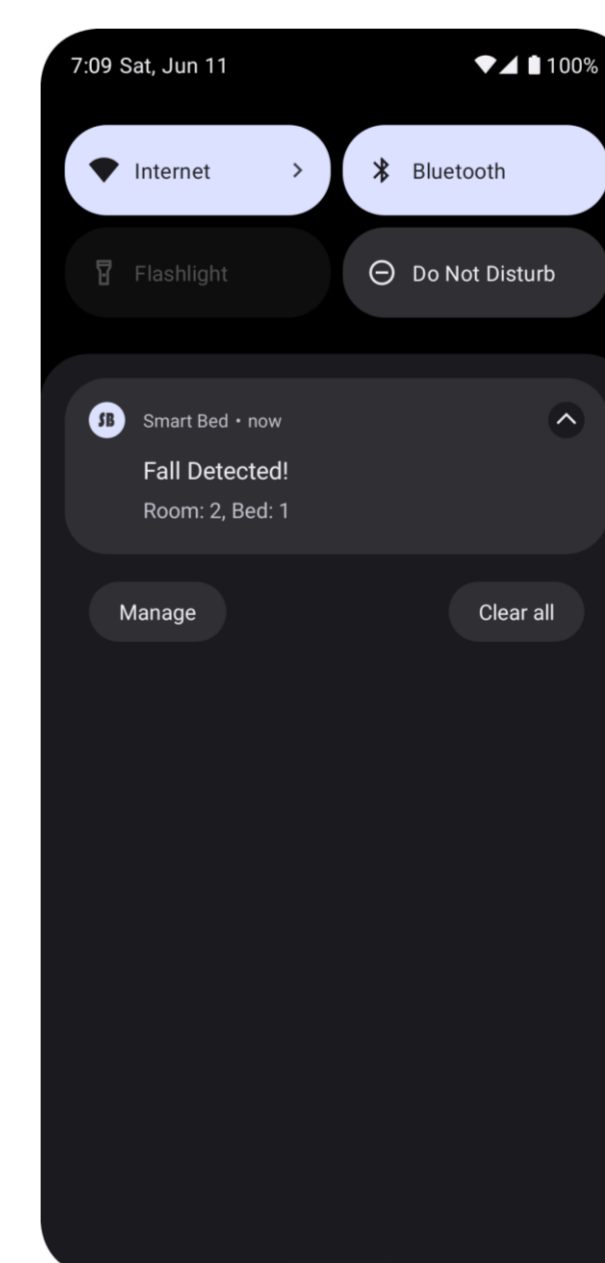 7:09 Sat, Jun 11 100%
Internet Bluetooth
Flashlight Do Not Disturb
SB Smart Bed • now
Fall Detected!
Room: 2, Bed: 1
Manage Clear all